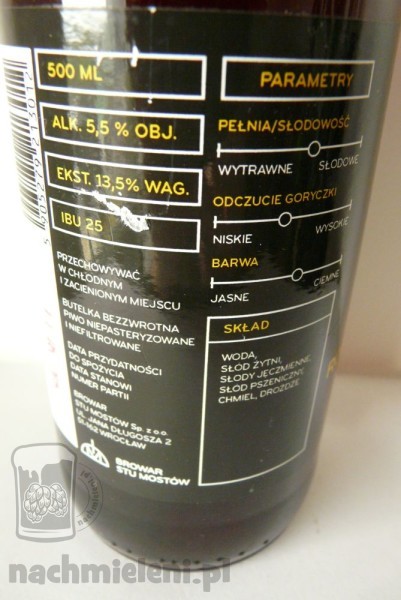 500 ML
ALK. 5,5 % OBJ.
EKST. 13,5% WAG.
IBU 25
PRZECHOWYWAĆ
W CHŁODNYM
I ZACIENIONYM MIEJSCU
BUTELKA BEZZWROTNA
PIWO NIEPASTERYZOWANE
I NIEFILTROWANE
DATA PRZYDATNOŚCI
DO SPOŻYCIA
DATA STANOWI
NUMER PARTII
BROWAR
STU MOSTÓW Sp. z o.o.
UL. JANA DŁUGOSZA 2
51-162 WROCŁAW
BROWAR
STU MOSTÓW
PARAMETRY
PEŁNIA/SŁODOWOŚĆ
WYTRAWNE SŁODOWE
ODCZUCIE GORYCZKI
NISKIE WYSOKIE
BARWA
JASNE CIEMNE
SKŁAD
WODA,
SŁÓD ŻYTNI,
SŁODY JĘCZMIENNE,
SŁÓD PSZENICZNY,
CHMIEL, DROŻDŻE
5905279213012
nachmieleni.pl